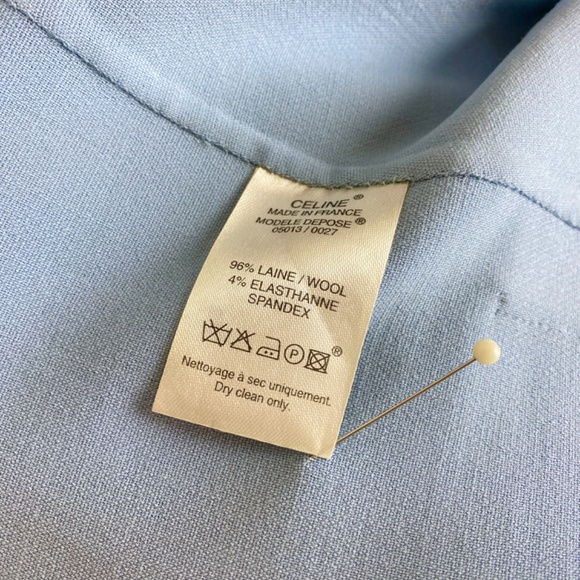 CELINE®
MADE IN FRANCE
MODELE DEPOSE®
05013 / 0027
96% LAINE / WOOL
4% ELASTHANNE
SPANDEX
P ®
Nettoyage à sec uniquement.
Dry clean only.